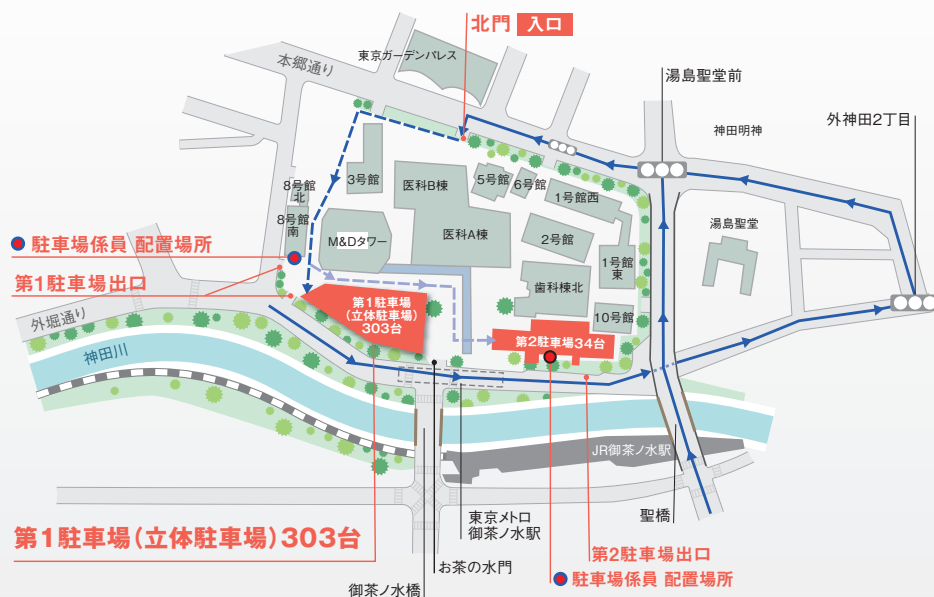 北門 入口
東京ガーデンパレス
本郷通り
湯島聖堂前
外神田2丁目
神田明神
3号館
医科B棟
5号館
6号館
1号館西
8号館
北
8号館
南
M&Dタワー
医科A棟
2号館
1号館
東
湯島聖堂
駐車場係員 配置場所
第1駐車場出口
歯科棟北
10号館
第1駐車場
(立体駐車場)
303台
第2駐車場34台
外堀通り
神田川
JR御茶ノ水駅
東京メトロ
御茶ノ水駅
聖橋
第1駐車場(立体駐車場)303台
第2駐車場出口
お茶の水門
駐車場係員 配置場所
御茶ノ水橋